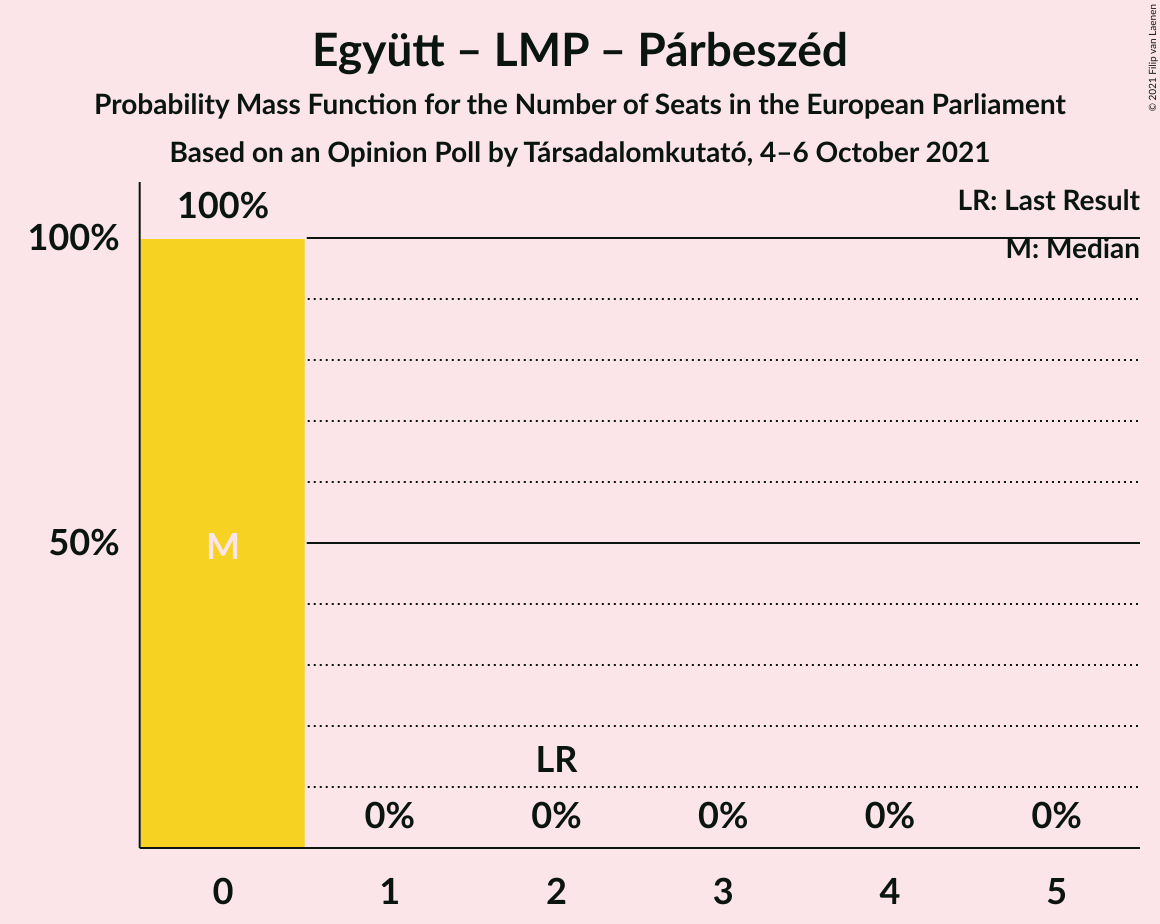 Együtt – LMP – Párbeszéd
Probability Mass Function for the Number of Seats in the European Parliament
Based on an Opinion Poll by Társadalomkutató, 4–6 October 2021
© 2021 Filip van Laenen
LR: Last Result
M: Median
100%
100%
50%
M
LR
0% 0% 0% 0% 0%
0 1 2 3 4 5